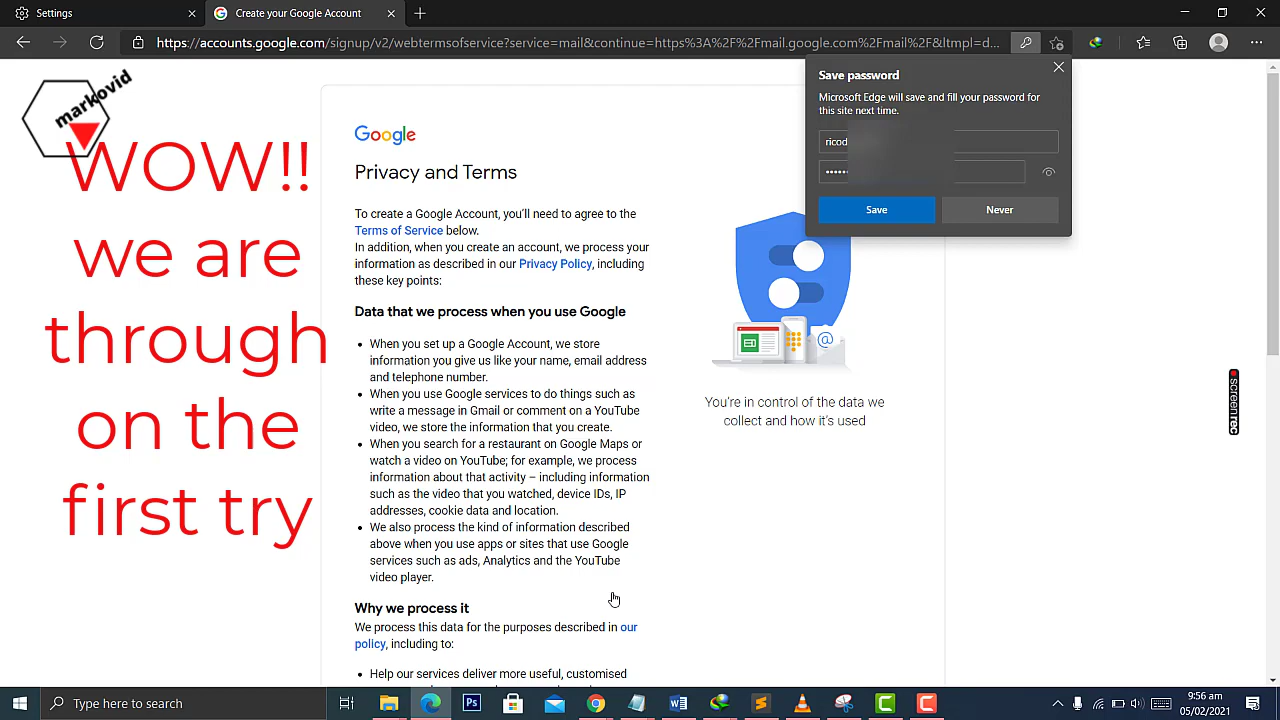 Settings
Create your Google Account
https://accounts.google.com/signup/v2/webtermsofservice?service=mail&continue=https%3A%2F%2Fmail.google.com%2Fmail%2F&ltmpl=d...
markovid
WOW!!
we are
through
on the
first try
Google
Privacy and Terms
To create a Google Account, you'll need to agree to the
Terms of Service below.
In addition, when you create an account, we process your
information as described in our Privacy Policy, including
these key points:
Data that we process when you use Google
• When you set up a Google Account, we store
information you give us like your name, email address
and telephone number.
• When you use Google services to do things such as
write a message in Gmail or comment on a YouTube
video, we store the information that you create.
• When you search for a restaurant on Google Maps or
watch a video on YouTube; for example, we process
information about that activity – including information
such as the video that you watched, device IDs, IP
addresses, cookie data and location.
• We also process the kind of information described
above when you use apps or sites that use Google
services such as ads, Analytics and the YouTube
video player.
Why we process it
We process this data for the purposes described in our
policy, including to:
• Help our services deliver more useful, customised
Save password
Microsoft Edge will save and fill your password for
this site next time.
ricod
••••••
Save
Never
@
You're in control of the data we
collect and how it's used
screenrec
Type here to search
Ps
9:56 am
05/02/2021